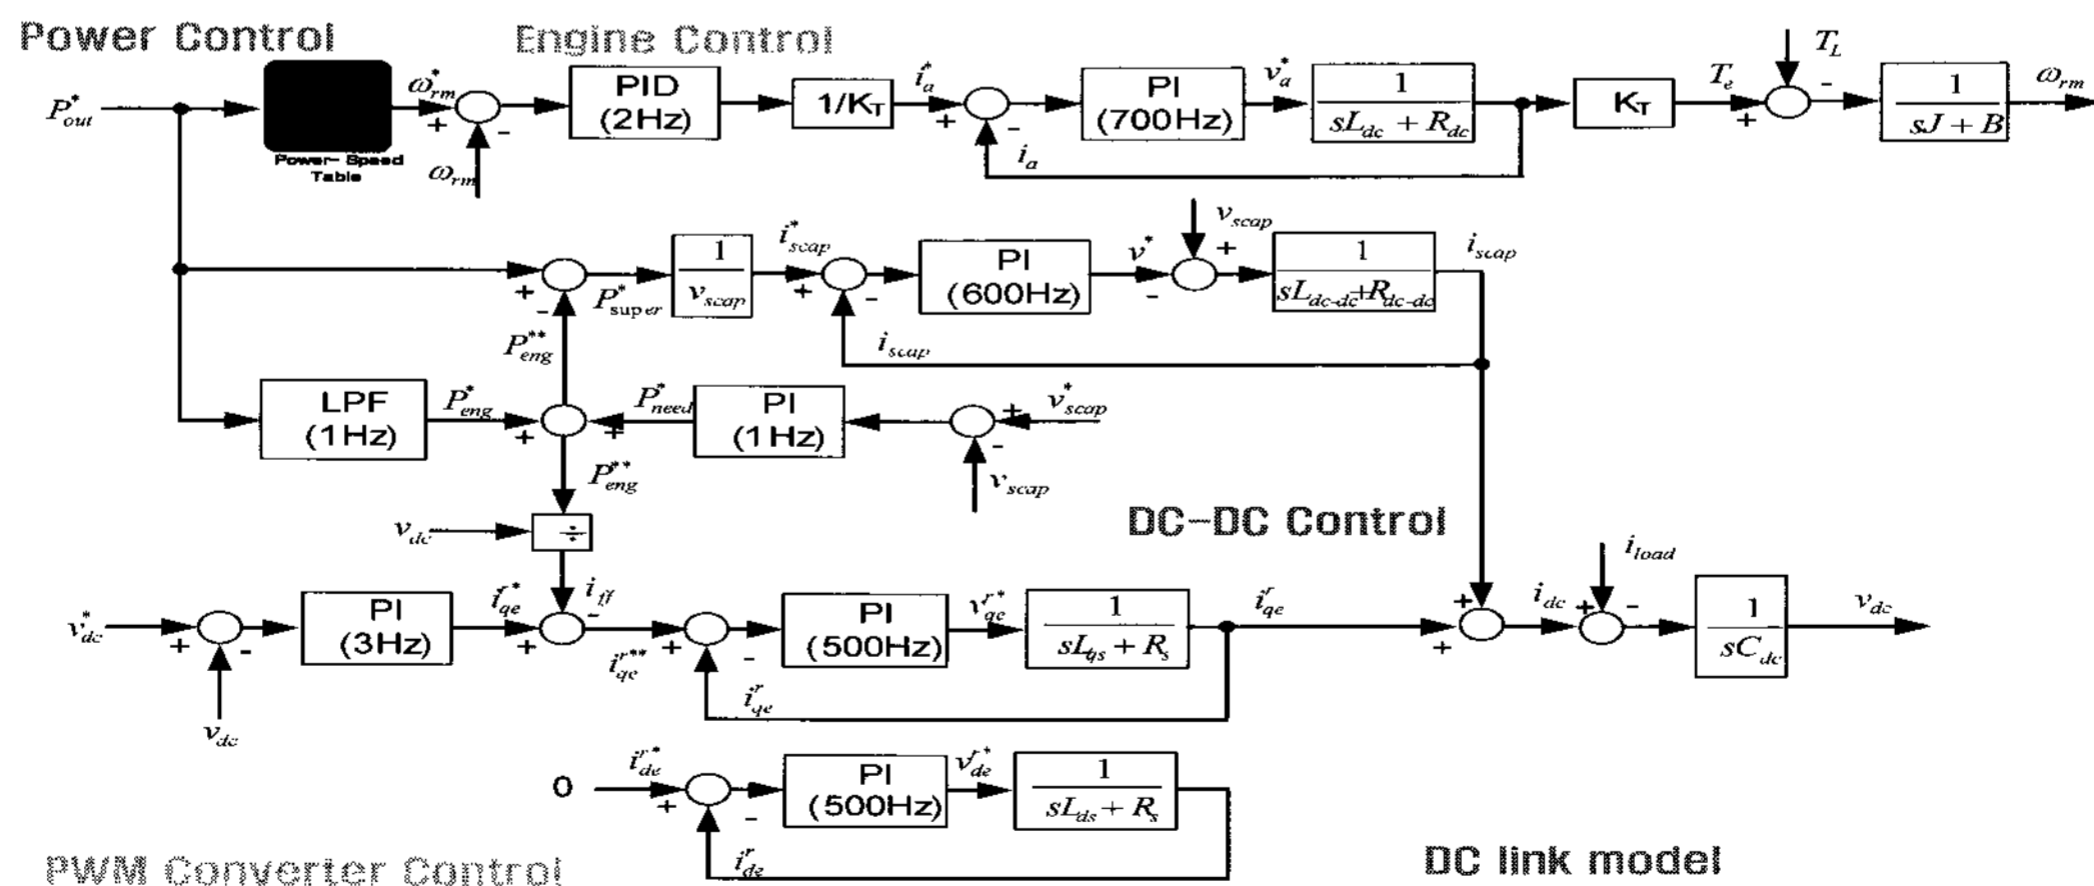 Power Control
Engine Control
P*out
Power-Speed
Table
ω*rm
+
-
ωrm
PID
(2Hz)
1/KT
i*a
+
-
ia
PI
(700Hz)
v*a
1
sLdc + Rdc
KT
Te
+
TL
-
1
sJ + B
ωrm
+
-
P*super
1
vscap
i*scap
+
-
iscap
PI
(600Hz)
v*
-
vscap
+
1
sLdc-dc+Rdc-dc
iscap
P**eng
LPF
(1Hz)
P*eng
+
+
P*need
PI
(1Hz)
+
v*scap
-
vscap
P**eng
vdc
÷
iff
DC-DC Control
v*dc
+
-
vdc
PI
(3Hz)
ir*qe
+
-
ir**qe
+
-
irqe
PI
(500Hz)
vr*qe
1
sLqs + Rs
irqe
+
+
idc
+
iload
-
1
sCdc
vdc
0
ir*de
+
-
irde
PI
(500Hz)
vr*de
1
sLds + Rs
PWM Converter Control
DC link model